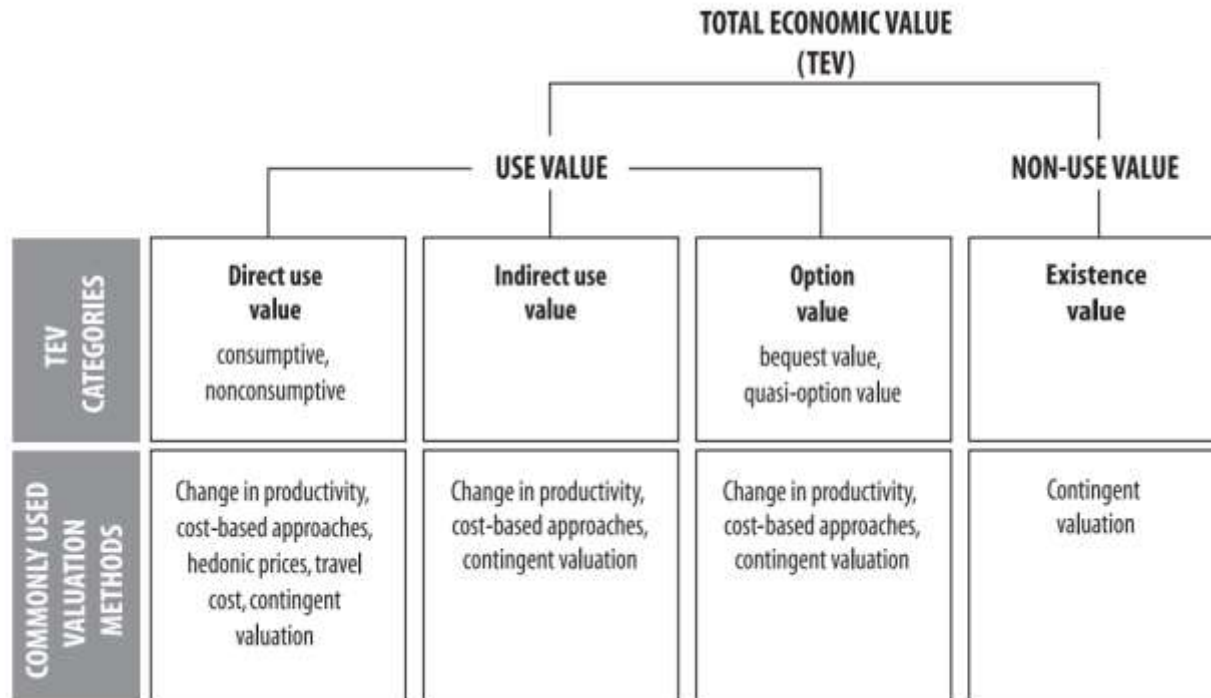 TOTAL ECONOMIC VALUE
(TEV)
USE VALUE
NON-USE VALUE
TEV
CATEGORIES
Direct use
value
consumptive,
nonconsumptive
Indirect use
value
Option
value
bequest value,
quasi-option value
Existence
value
COMMONLY USED
VALUATION
METHODS
Change in productivity,
cost-based approaches,
hedonic prices, travel
cost, contingent
valuation
Change in productivity,
cost-based approaches,
contingent valuation
Change in productivity,
cost-based approaches,
contingent valuation
Contingent
valuation